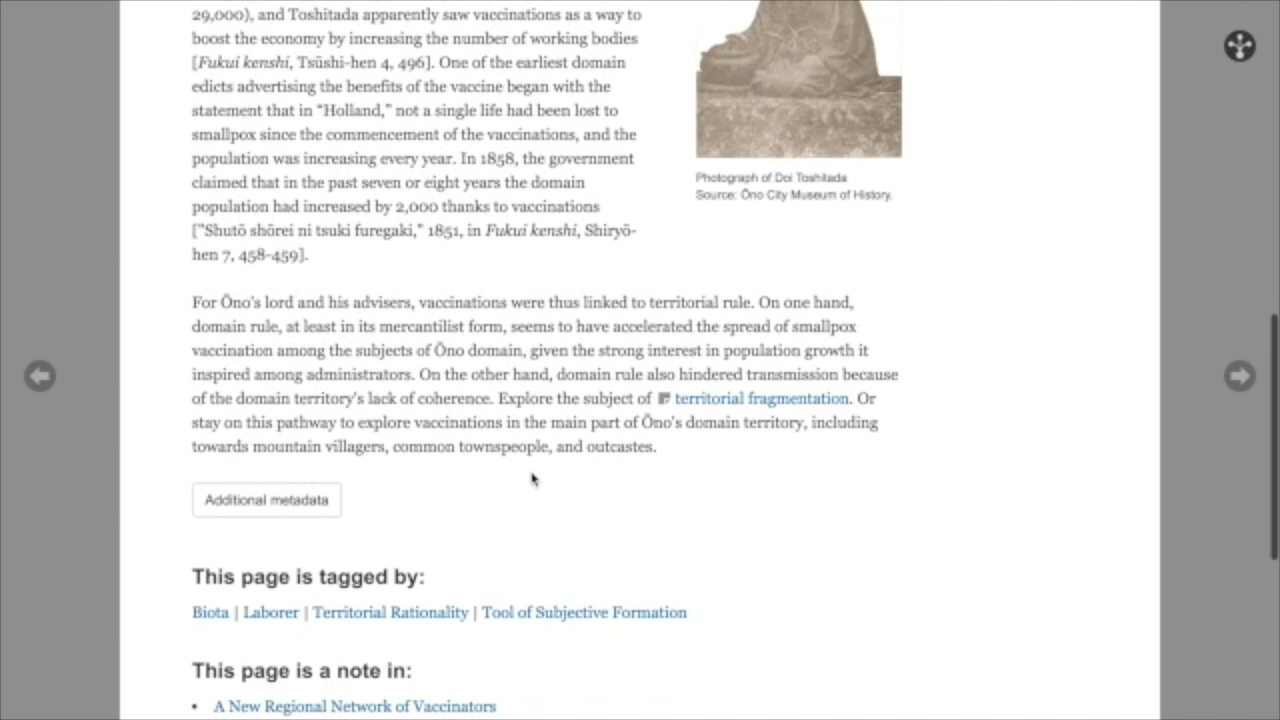 29,000), and Toshitada apparently saw vaccinations as a way to
boost the economy by increasing the number of working bodies
[Fukui kenshi, Tsūshi-hen 4, 496]. One of the earliest domain
edicts advertising the benefits of the vaccine began with the
statement that in “Holland,” not a single life had been lost to
smallpox since the commencement of the vaccinations, and the
population was increasing every year. In 1858, the government
claimed that in the past seven or eight years the domain
population had increased by 2,000 thanks to vaccinations
["Shutō shōrei ni tsuki furegaki," 1851, in Fukui kenshi, Shiryō-
hen 7, 458-459].
Photograph of Doi Toshitada
Source: Ōno City Museum of History.
For Ōno's lord and his advisers, vaccinations were thus linked to territorial rule. On one hand,
domain rule, at least in its mercantilist form, seems to have accelerated the spread of smallpox
vaccination among the subjects of Ōno domain, given the strong interest in population growth it
inspired among administrators. On the other hand, domain rule also hindered transmission because
of the domain territory's lack of coherence. Explore the subject of territorial fragmentation. Or
stay on this pathway to explore vaccinations in the main part of Ōno's domain territory, including
towards mountain villagers, common townspeople, and outcastes.
Additional metadata
This page is tagged by:
Biota | Laborer | Territorial Rationality | Tool of Subjective Formation
This page is a note in:
• A New Regional Network of Vaccinators